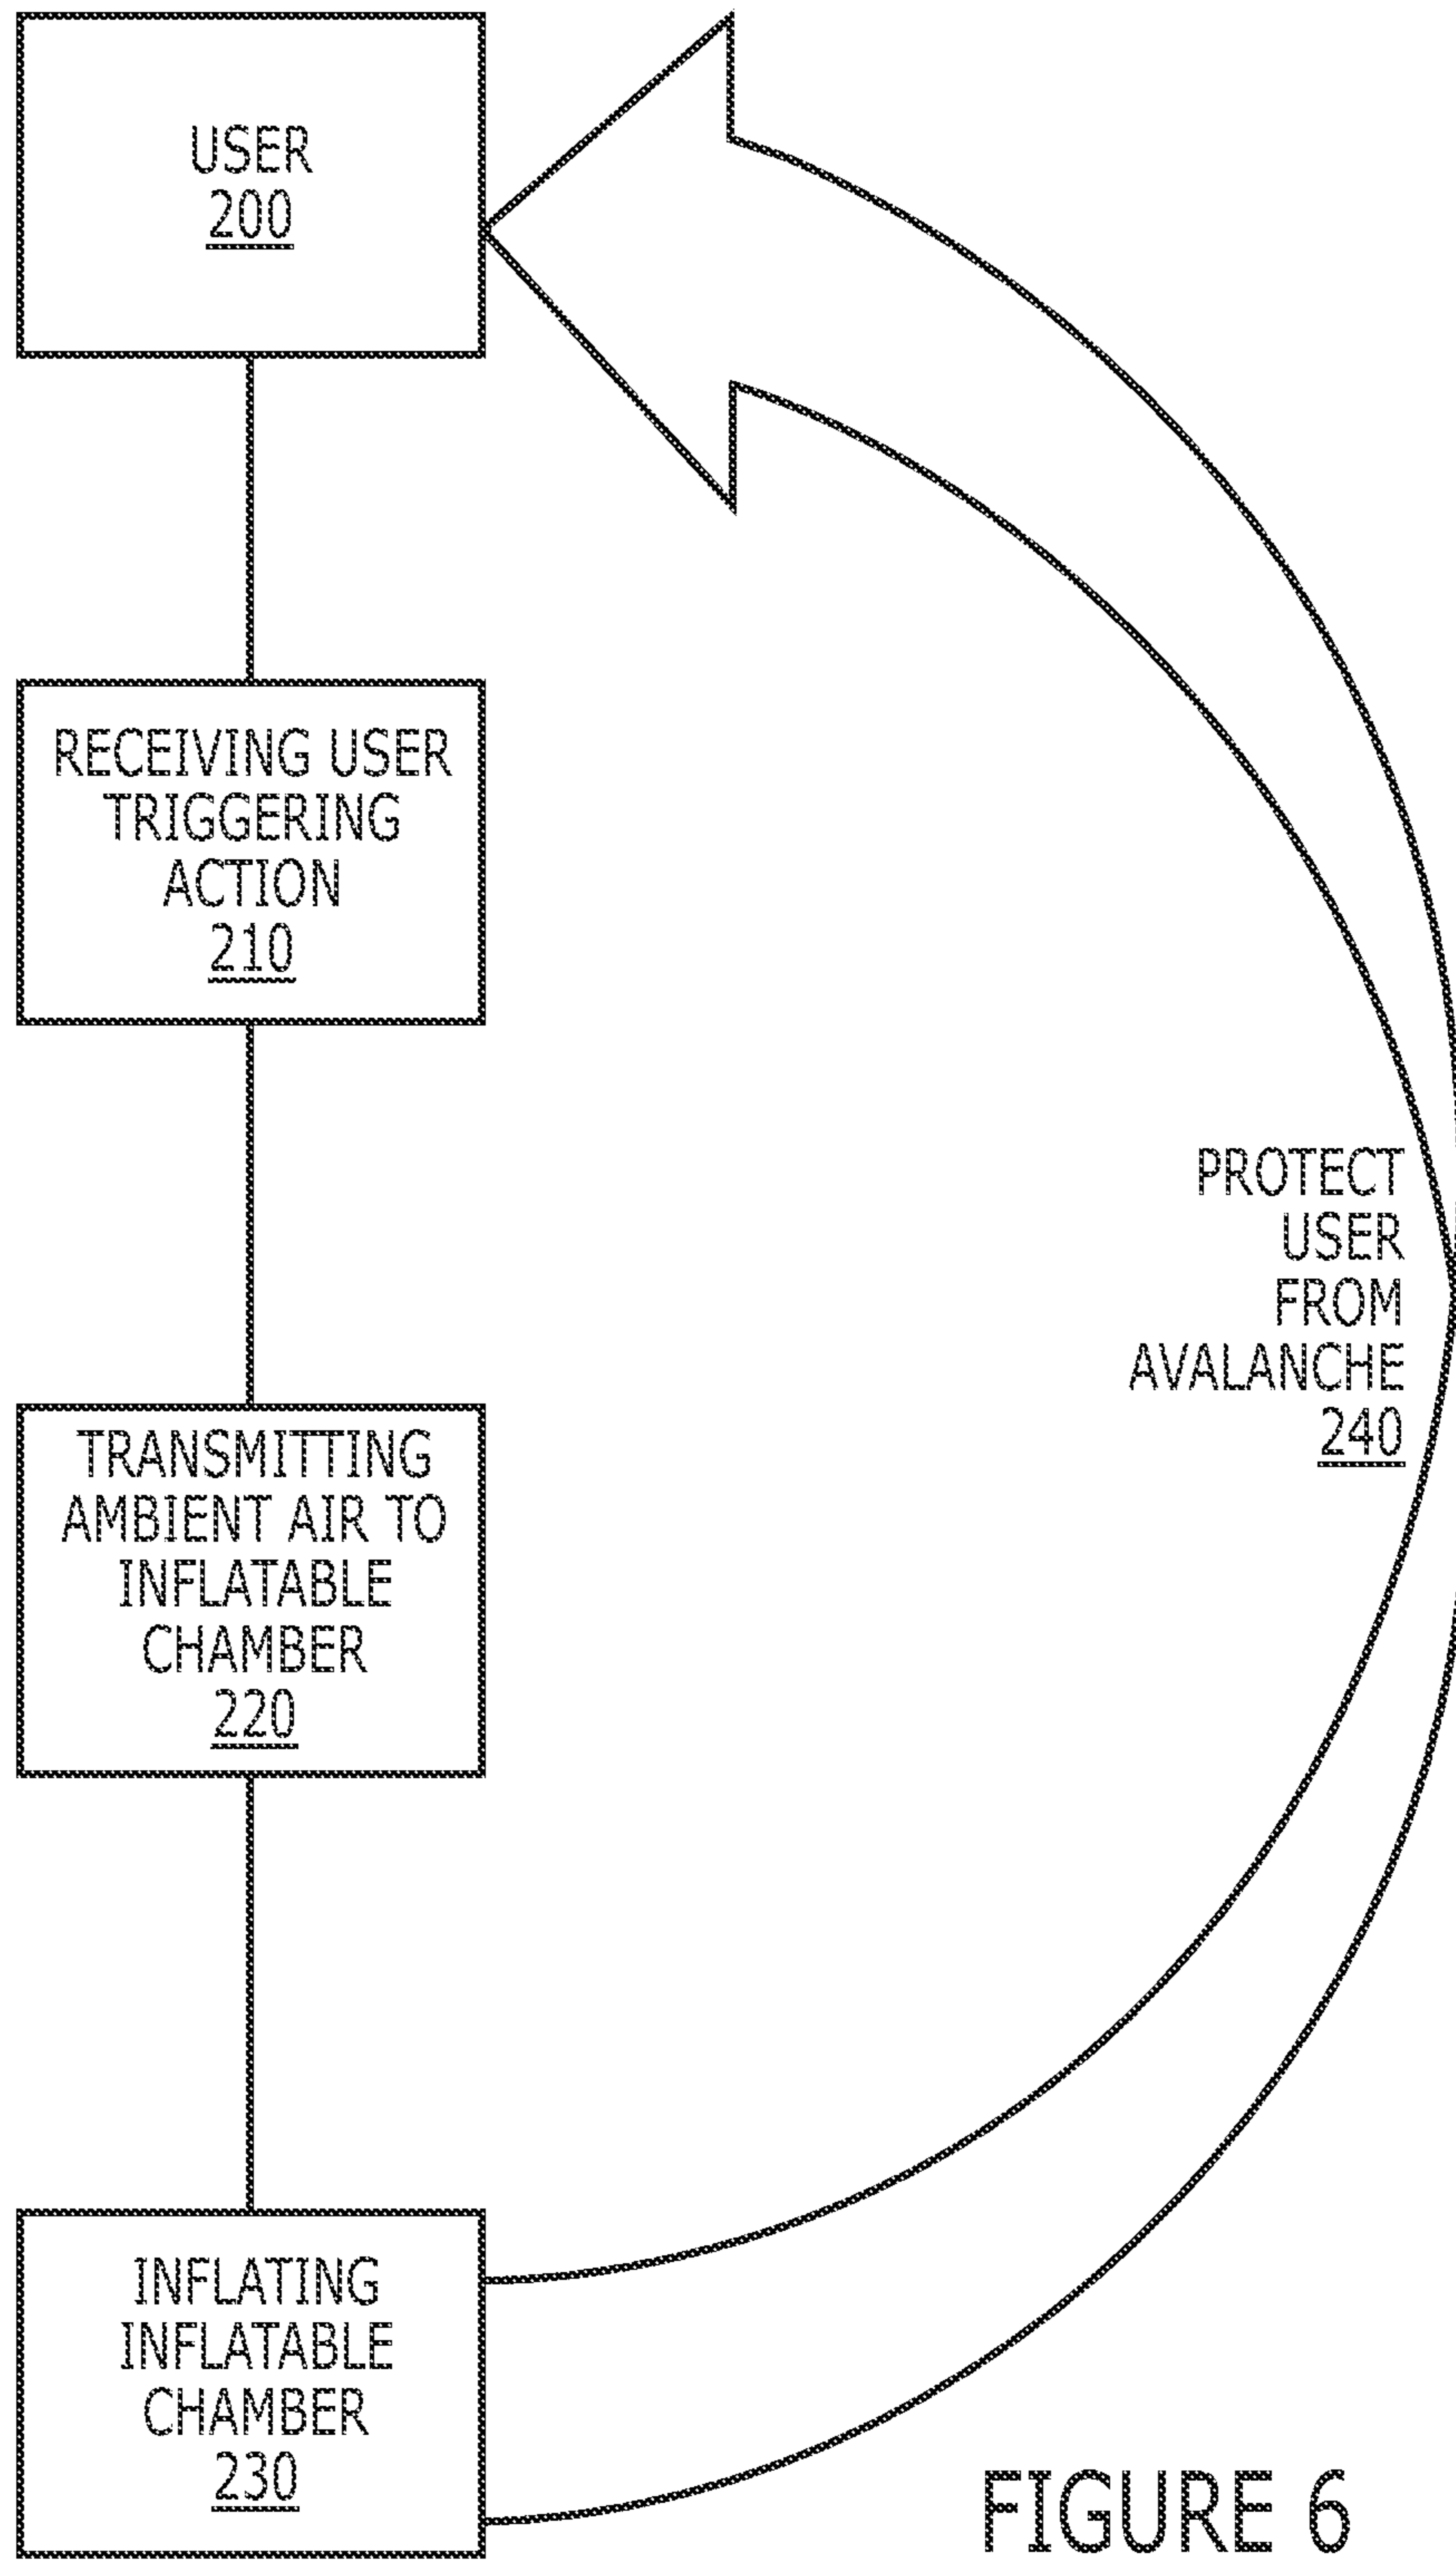 USER
200
RECEIVING USER
TRIGGERING
ACTION
210
PROTECT
USER
FROM
AVALANCHE
240
TRANSMITTING
AMBIENT AIR TO
INFLATABLE
CHAMBER
220
INFLATING
INFLATABLE
CHAMBER
230
FIGURE 6